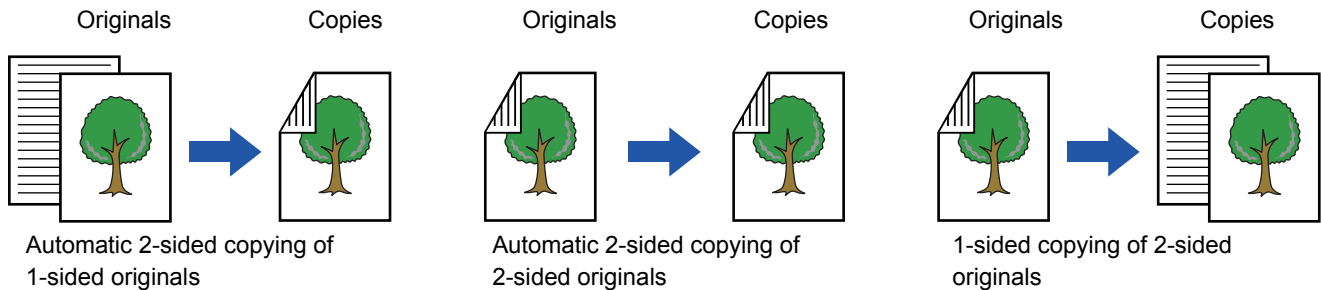 Originals
Copies
Automatic 2-sided copying of
1-sided originals
Originals
Copies
Automatic 2-sided copying of
2-sided originals
Originals
Copies
1-sided copying of 2-sided
originals